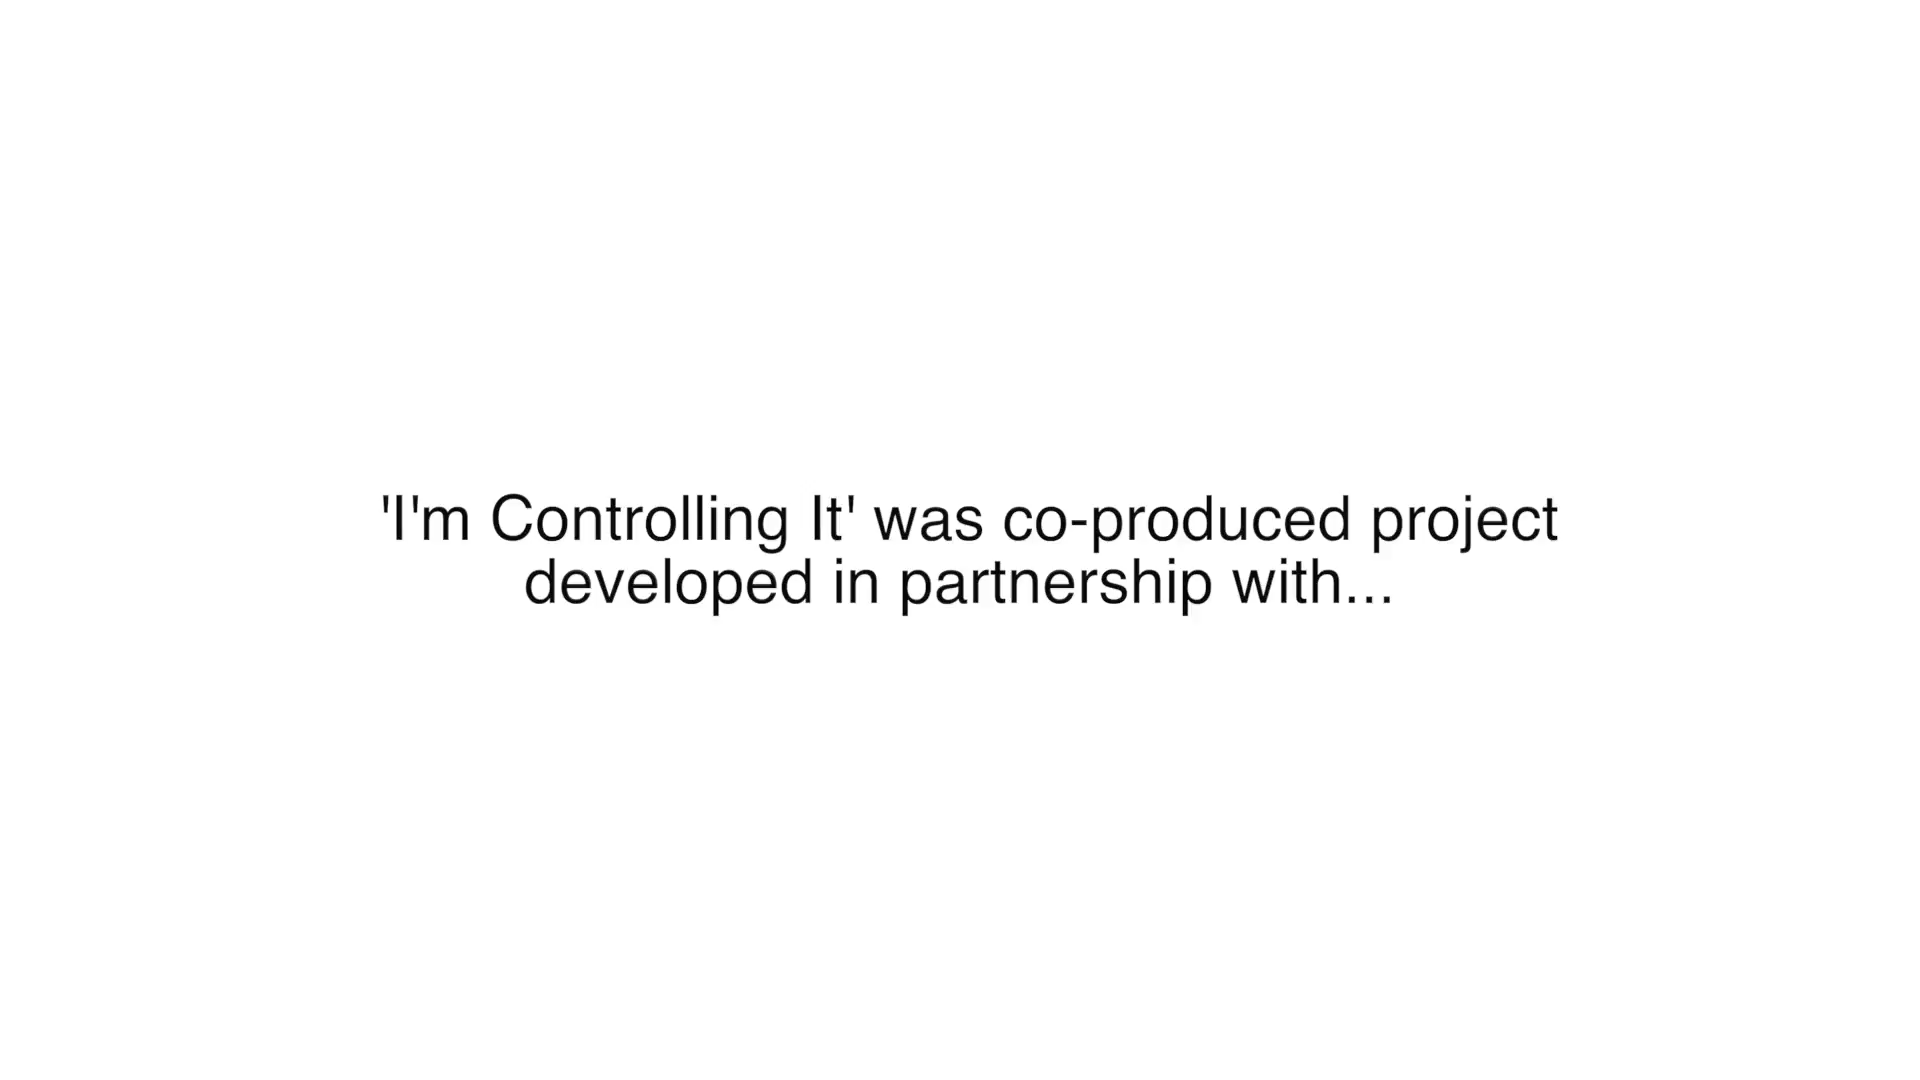 'I'm Controlling It' was co-produced project
developed in partnership with...